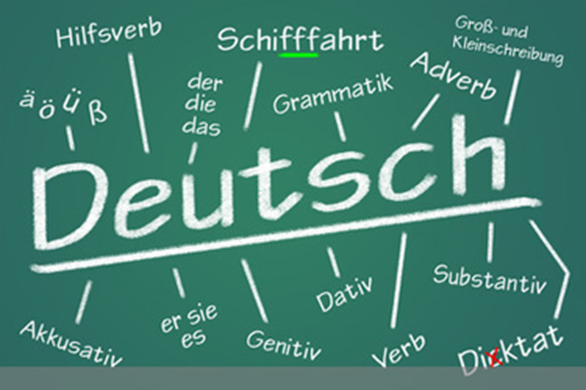 Hilfsverb
Schifffahrt
Groß- und
Kleinschreibung
ä ö ü ß
der
die
das
Grammatik
Adverb
Deutsch
Akkusativ
er sie
es
Genitiv
Dativ
Verb
Substantiv
Dixktat